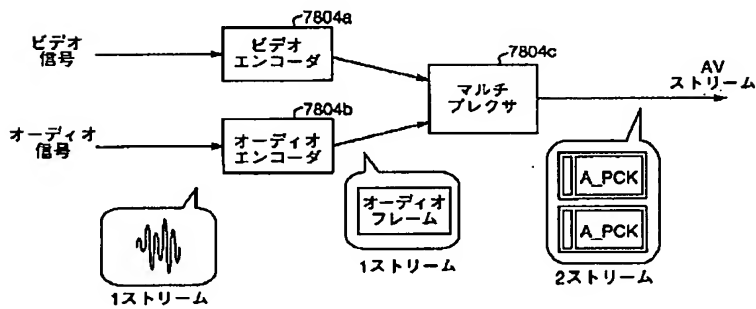 7804a
ビデオ
信号
ビデオ
エンコーダ
7804c
マルチ
プレクサ
AV
ストリーム
7804b
オーディオ
信号
オーディオ
エンコーダ
オーディオ
フレーム
A_PCK
A_PCK
1ストリーム
1ストリーム
2ストリーム